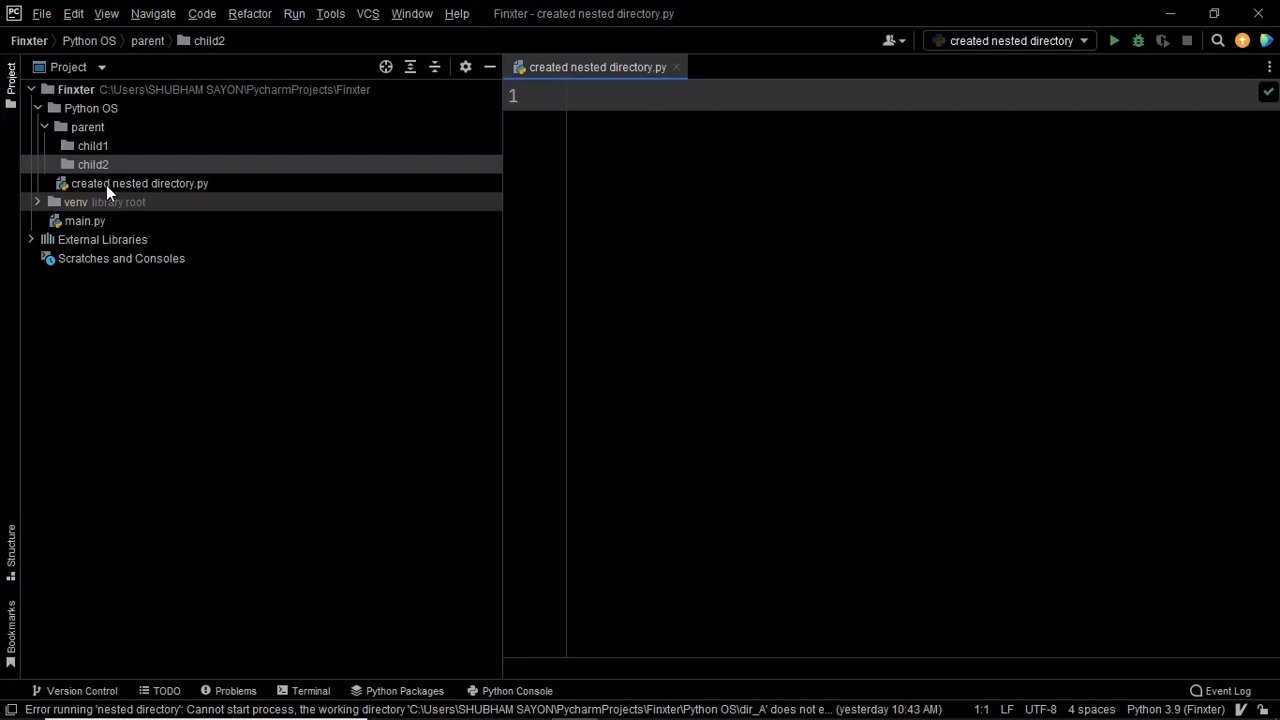 PC File Edit View Navigate Code Refactor Run Tools VCS Window Help Finxter - created nested directory.py
Finxter Python OS parent child2 created nested directory
Project Project created nested directory.py
Finxter C:\Users\SHUBHAM SAYON\PycharmProjects\Finxter
1
Python OS
parent
child1
child2
created nested directory.py
venv library root
main.py
External Libraries
Scratches and Consoles
Structure
Bookmarks
Version Control TODO Problems Terminal Python Packages Python Console Event Log
Error running 'nested directory': Cannot start process, the working directory 'C:\Users\SHUBHAM SAYON\PycharmProjects\Finxter\Python OS\dir_A' does not e... (yesterday 10:43 AM) 1:1 LF UTF-8 4 spaces Python 3.9 (Finxter)